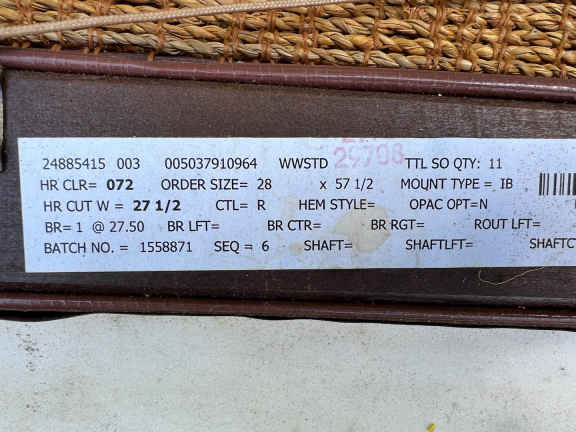 24885415 003 005037910964 WWSTD TTL SO QTY: 11
HR CLR= 072 ORDER SIZE= 28 x 57 1/2 MOUNT TYPE = IB
HR CUT W = 27 1/2 CTL= R HEM STYLE= OPAC OPT=N
BR= 1 @ 27.50 BR LFT= BR CTR= BR RGT= ROUT LFT=
BATCH NO. = 1558871 SEQ = 6 SHAFT= SHAFTLFT= SHAFTC